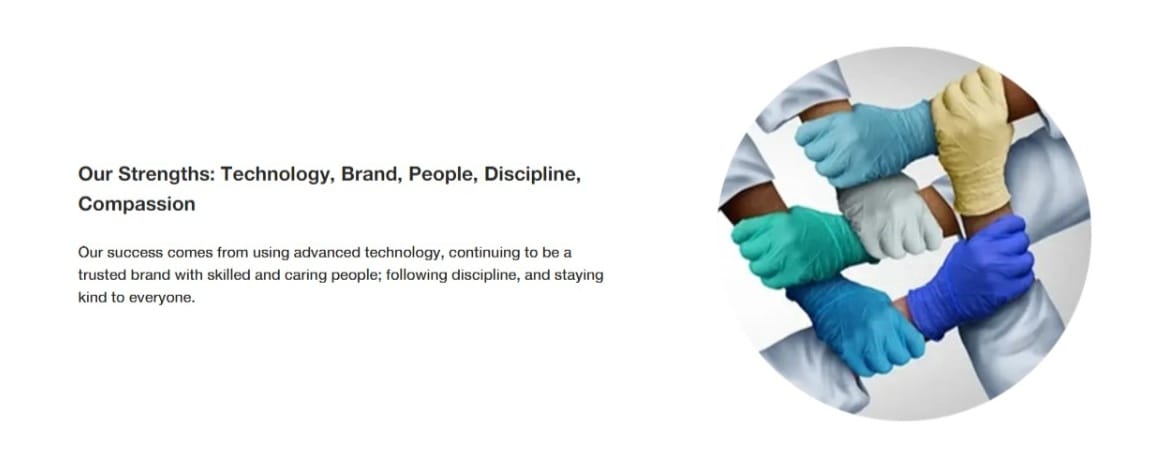 Our Strengths: Technology, Brand, People, Discipline,
Compassion
Our success comes from using advanced technology, continuing to be a
trusted brand with skilled and caring people; following discipline, and staying
kind to everyone.